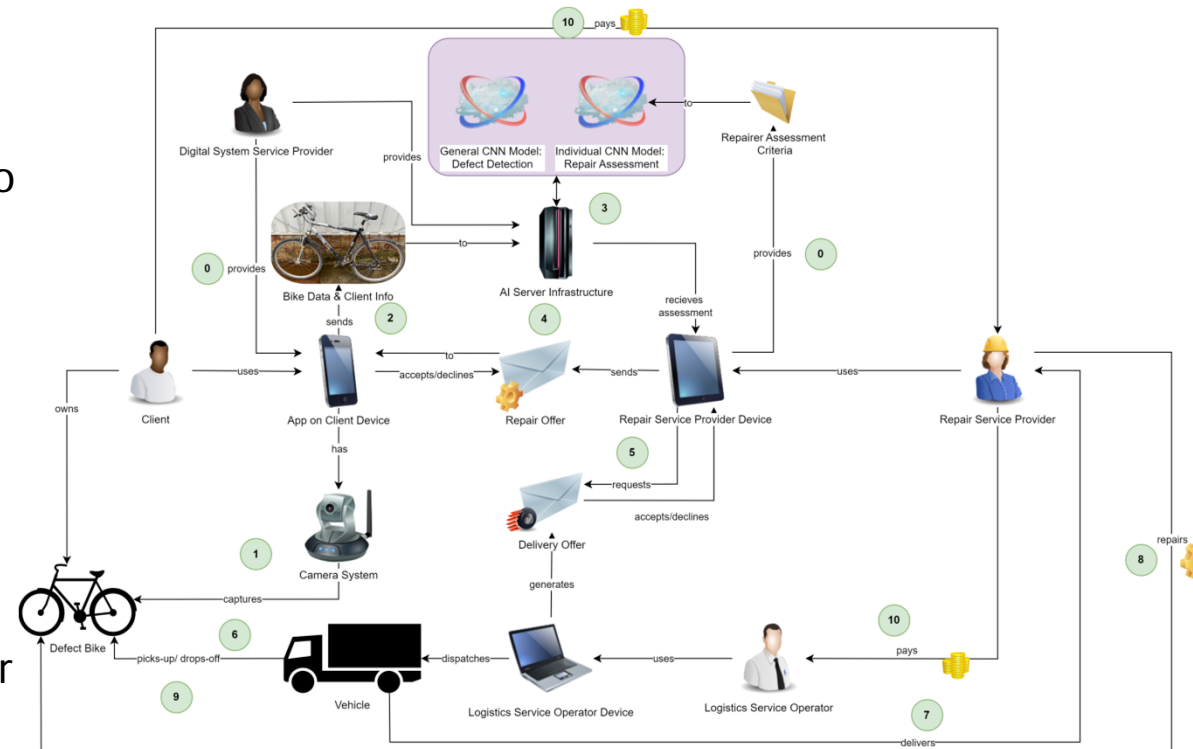 10
pays
Digital System Service Provider
General CNN Model:
Defect Detection
Individual CNN Model:
Repair Assessment
to
Repairer Assessment
Criteria
provides
o
3
0
provides
to
provides
0
Bike Data & Client Info
AI Server Infrastructure
sends
2
4
recieves
assessment
to
uses
accepts/declines
sends
uses
Client
App on Client Device
Repair Offer
Repair Service Provider Device
Repair Service Provider
owns
has
5
requests
accepts/declines
Delivery Offer
1
Camera System
generates
repairs
8
captures
Defect Bike
6
10
pays
r
picks-up/ drops-off
dispatches
uses
9
Vehicle
Logistics Service Operator Device
Logistics Service Operator
7
delivers